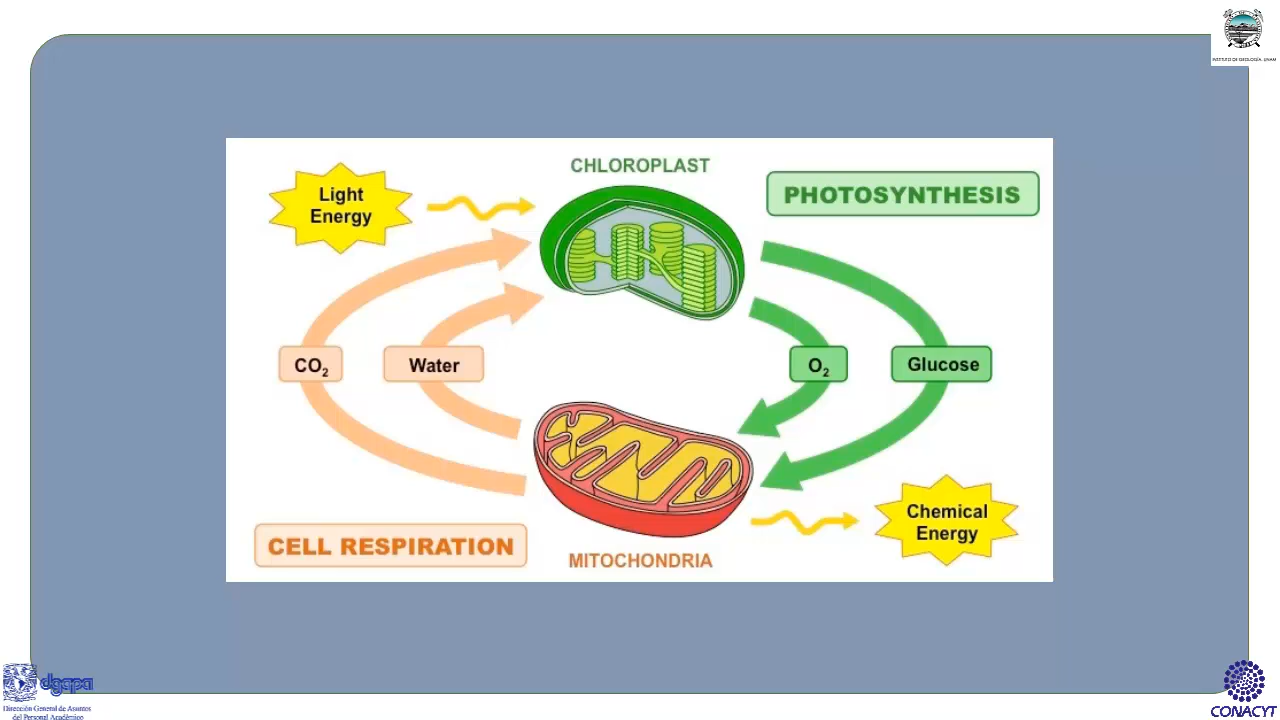 INSTITUTO DE GEOLOGÍA, UNAM
CHLOROPLAST
Light
Energy
PHOTOSYNTHESIS
CO₂
Water
O₂
Glucose
Chemical
Energy
CELL RESPIRATION
MITOCHONDRIA
dgapa
Dirección General de Asuntos
del Personal Académico
CONACYT